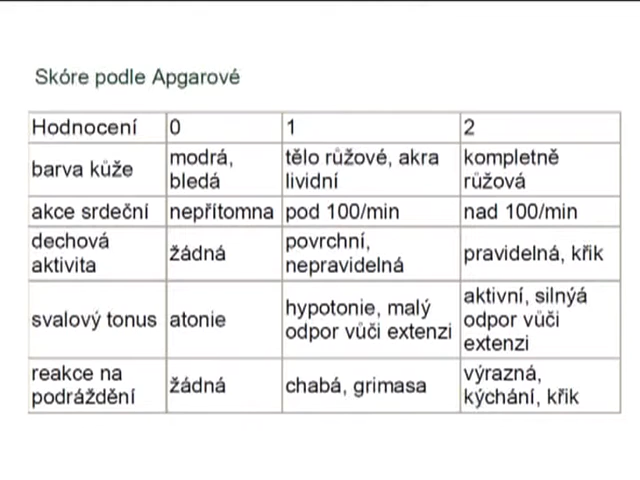 Skóre podle Apgarové
Hodnocení 0 1 2
barva kůže modrá, bledá tělo růžové, akra lividní kompletně růžová
akce srdeční nepřítomna pod 100/min nad 100/min
dechová aktivita žádná povrchní, nepravidelná pravidelná, křik
svalový tonus atonie hypotonie, malý odpor vůči extenzi aktivní, silnýá odpor vůči extenzi
reakce na podráždění žádná chabá, grimasa výrazná, kýchání, křik